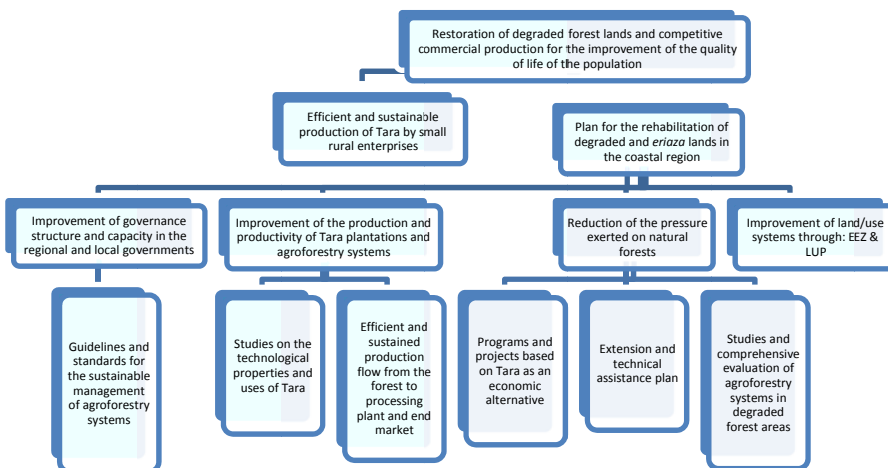 Restoration of degraded forest lands and competitive
commercial production for the improvement of the quality
of life of the population
Efficient and sustainable
production of Tara by small
rural enterprises
Plan for the rehabilitation of
degraded and eriaza lands in
the coastal region
Improvement of governance
structure and capacity in the
regional and local governments
Improvement of the production and
productivity of Tara plantations and
agroforestry systems
Reduction of the pressure
exerted on natural
forests
Improvement of land/use
systems through: EEZ &
LUP
Guidelines and
standards for
the sustainable
management
of agroforestry
systems
Studies on the
technological
properties and
uses of Tara
Efficient and
sustained
production
flow from the
forest to
processing
plant and end
market
Programs and
projects based
on Tara as an
economic
alternative
Extension and
technical
assistance plan
Studies and
comprehensive
evaluation of
agroforestry
systems in
degraded
forest areas